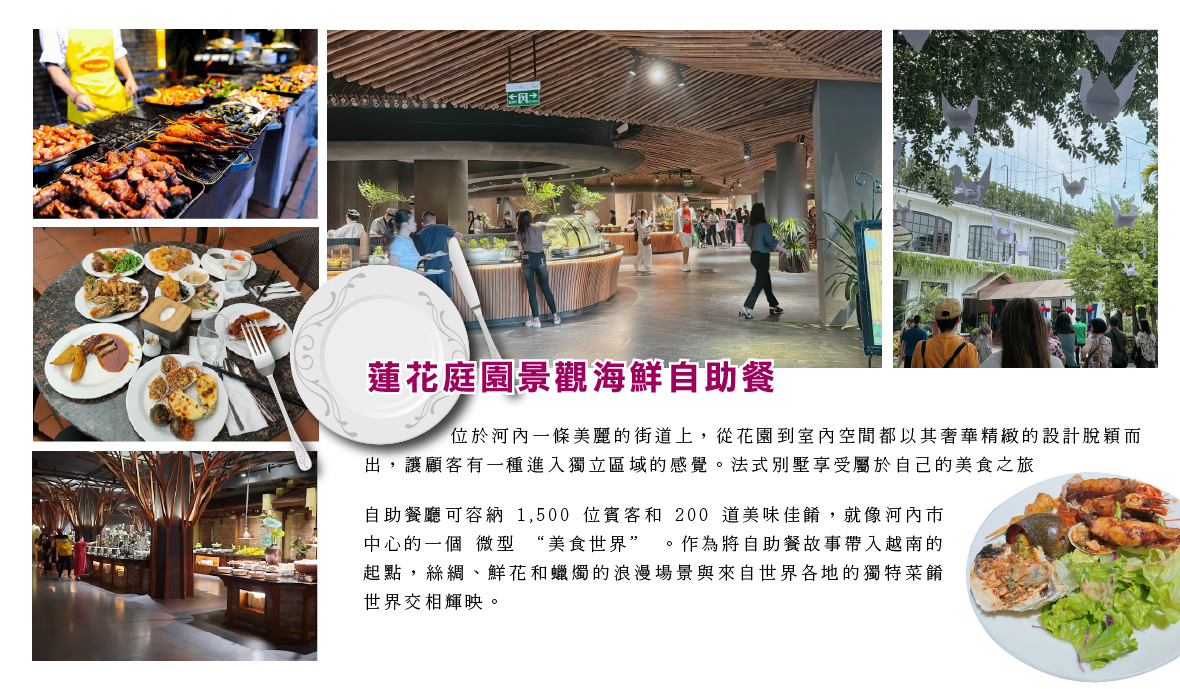 蓮花庭園景觀海鮮自助餐
位於河內一條美麗的街道上，從花園到室內空間都以其奢華精緻的設計脫穎而
出，讓顧客有一種進入獨立區域的感覺。法式別墅享受屬於自己的美食之旅
自助餐廳可容納 1,500 位賓客和 200 道美味佳餚，就像河內市
中心的一個 微型 “美食世界” 。作為將自助餐故事帶入越南的
起點，絲綢、鮮花和蠟燭的浪漫場景與來自世界各地的獨特菜餚
世界交相輝映。